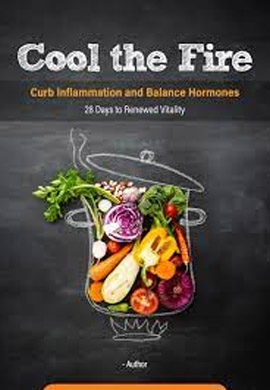 Cool the Fire
Curb Inflammation and Balance Hormones
28 Days to Renewed Vitality
- Author